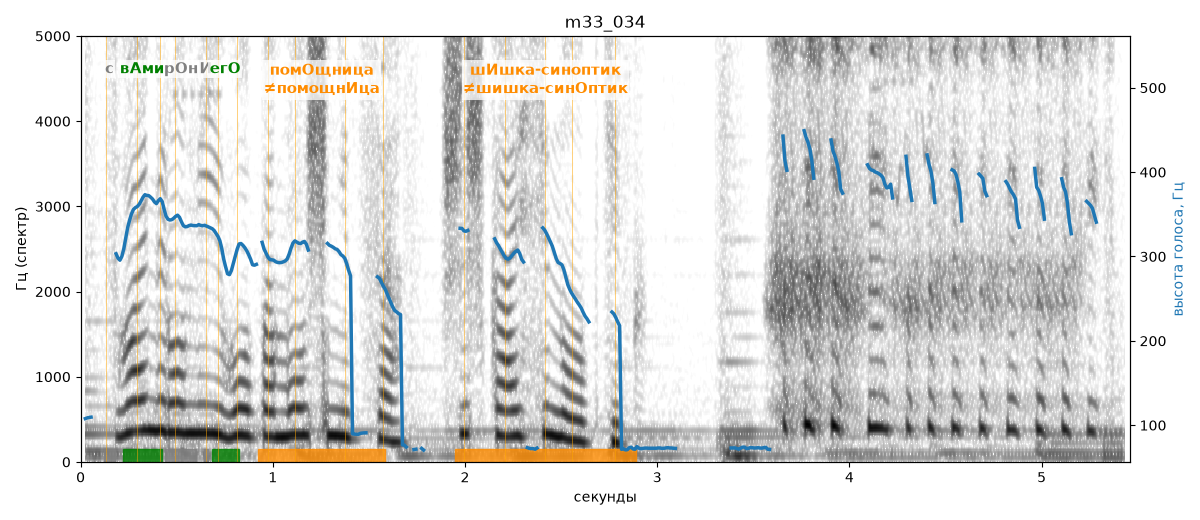 m33_034
5000
4000
3000
2000
1000
0
Гц (спектр)
с вАмирОнИегО
помОщница
≠помощнИца
шИшка-синоптик
≠шишка-синОптик
500
400
300
200
100
высота голоса, Гц
0 1 2 3 4 5
секунды